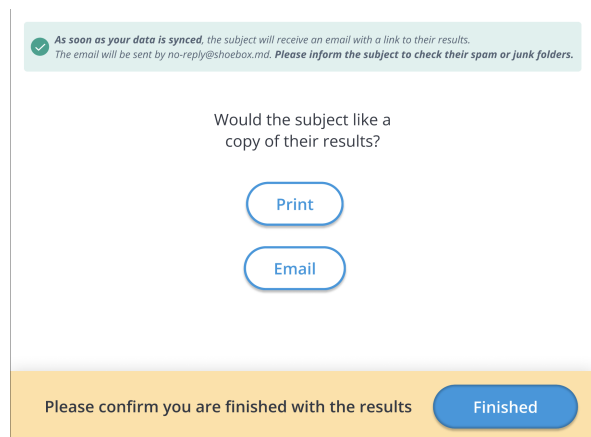 As soon as your data is synced, the subject will receive an email with a link to their results.
The email will be sent by no-reply@shoebox.md. Please inform the subject to check their spam or junk folders.
Would the subject like a
copy of their results?
Print
Email
Please confirm you are finished with the results
Finished